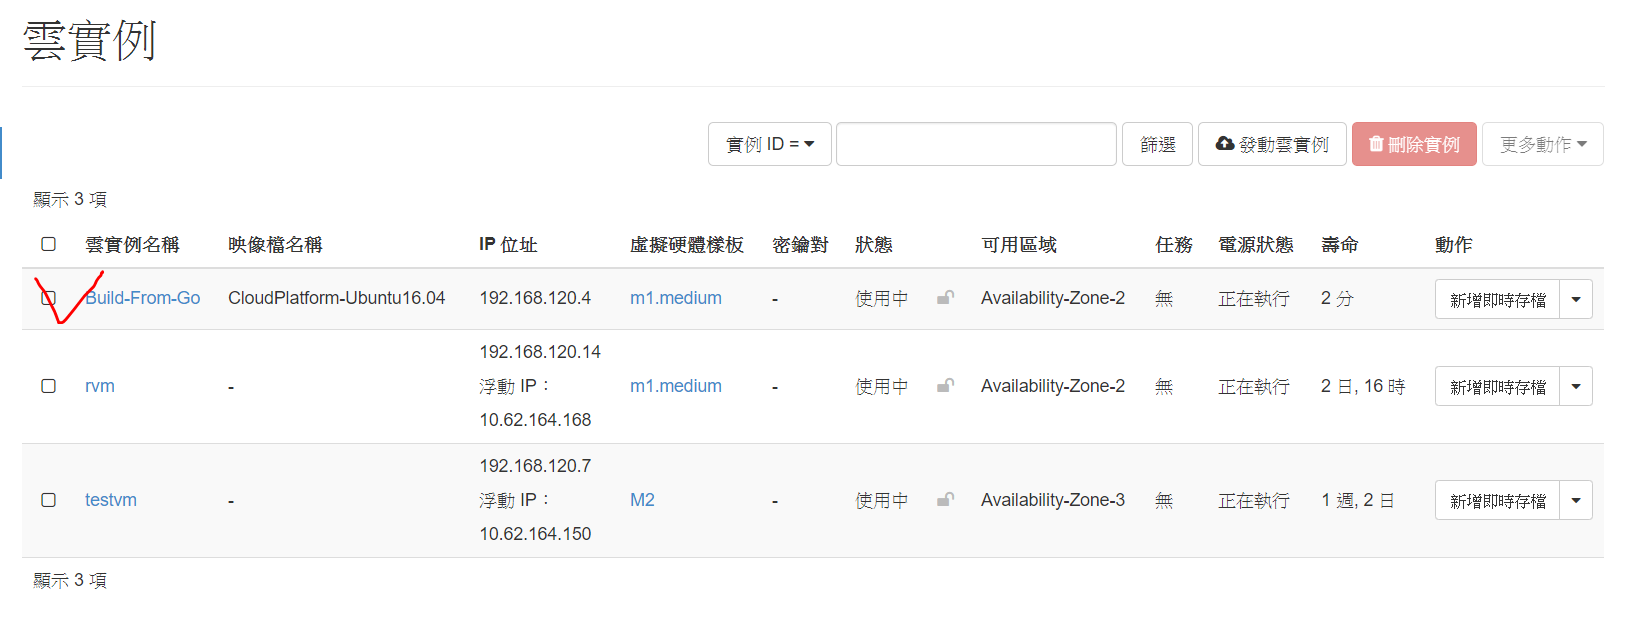 雲實例
實例 ID = 篩選 發動雲實例 刪除實例 更多動作
顯示 3 項
雲實例名稱 映像檔名稱 IP 位址 虛擬硬體樣板 密鑰對 狀態 可用區域 任務 電源狀態 壽命 動作
Build-From-Go CloudPlatform-Ubuntu16.04 192.168.120.4 m1.medium - 使用中 Availability-Zone-2 無 正在執行 2 分 新增即時存檔
192.168.120.14
rvm - 浮動 IP： m1.medium - 使用中 Availability-Zone-2 無 正在執行 2 日, 16 時 新增即時存檔
10.62.164.168
192.168.120.7
testvm - 浮動 IP： M2 - 使用中 Availability-Zone-3 無 正在執行 1 週, 2 日 新增即時存檔
10.62.164.150
顯示 3 項